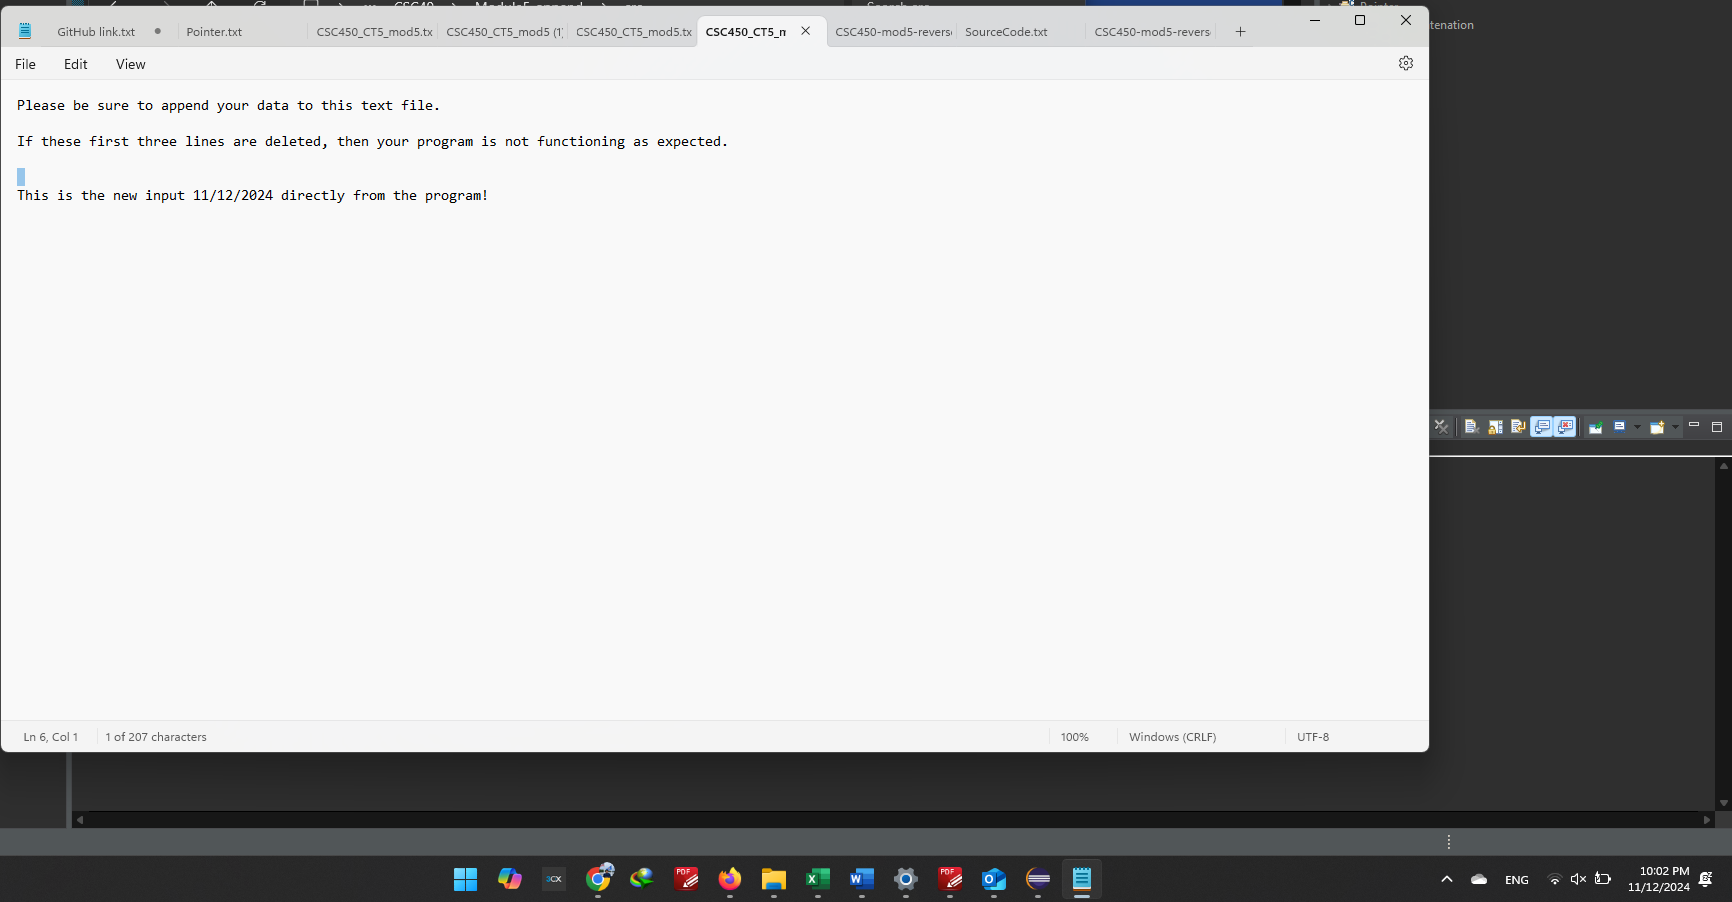 GitHub link.txt
Pointer.txt
CSC450_CT5_mod5.tx
CSC450_CT5_mod5 (1)
CSC450_CT5_mod5.tx
CSC450_CT5_m
CSC450-mod5-revers
SourceCode.txt
CSC450-mod5-revers
tenation
File Edit View
Please be sure to append your data to this text file.
If these first three lines are deleted, then your program is not functioning as expected.
This is the new input 11/12/2024 directly from the program!
Ln 6, Col 1
1 of 207 characters
100%
Windows (CRLF)
UTF-8
3CX
PDF
PDF
ENG
10:02 PM
11/12/2024